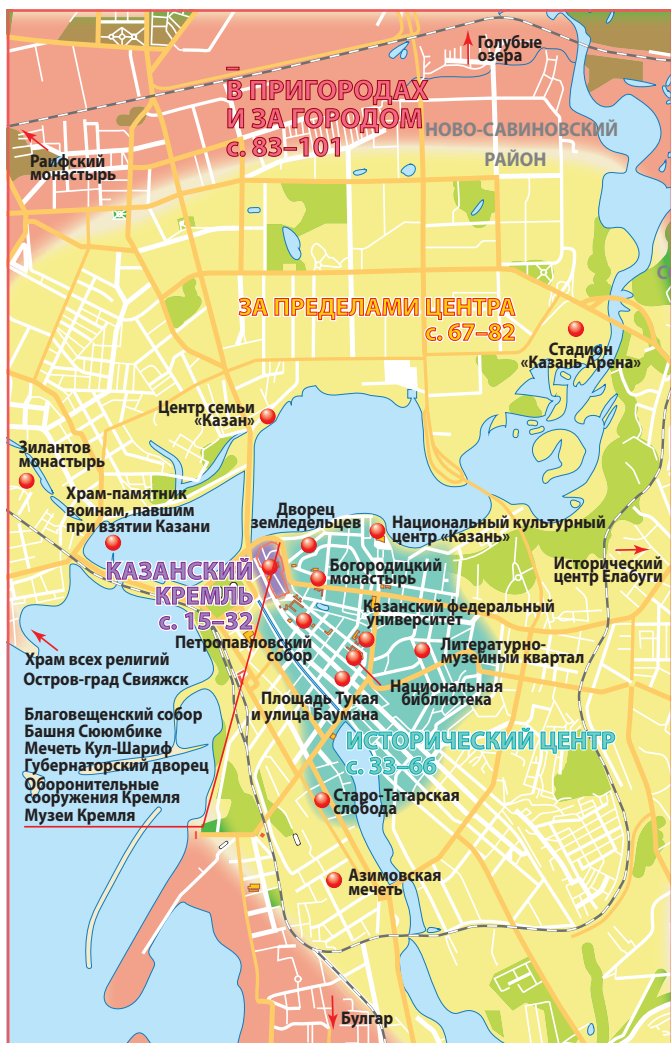 Голубые
озера
В ПРИГОРОДАХ
И ЗА ГОРОДОМ
с. 83–101
НОВО-САВИНОВСКИЙ
РАЙОН
Раифский
монастырь
С
ЗА ПРЕДЕЛАМИ ЦЕНТРА
с. 67–82
Стадион
«Казань Арена»
Центр семьи
«Казан»
Зилантов
монастырь
Храм-памятник
воинам, павшим
при взятии Казани
Дворец
земледельцев
Национальный культурный
центр «Казань»
Исторический
центр Елабуги
КАЗАНСКИЙ
КРЕМЛЬ
с. 15–32
Богородицкий
монастырь
Казанский федеральный
университет
Петропавловский
собор
Литературно-
музейный квартал
Храм всех религий
Остров-град Свияжск
Национальная
библиотека
Площадь Тукая
и улица Баумана
Благовещенский собор
Башня Сююмбике
Мечеть Кул-Шариф
Губернаторский дворец
Оборонительные
сооружения Кремля
Музеи Кремля
ИСТОРИЧЕСКИЙ ЦЕНТР
с. 33–66
Старо-Татарская
слобода
Азимовская
мечеть
Булгар